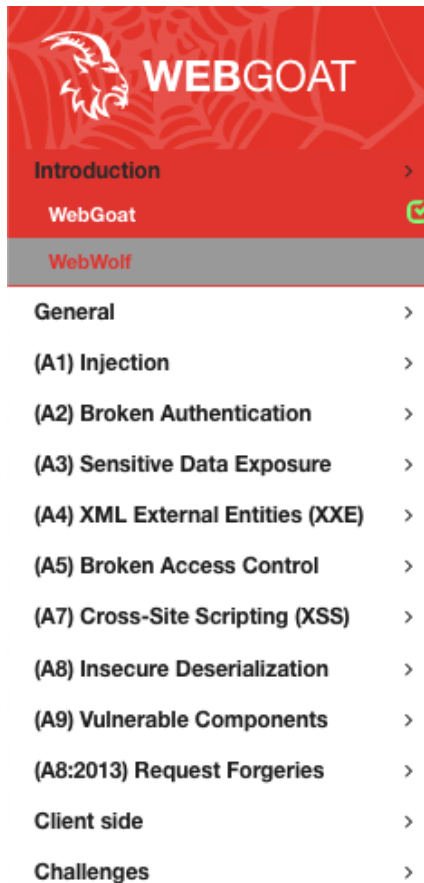 WEBGOAT
Introduction
WebGoat
WebWolf
General
(A1) Injection
(A2) Broken Authentication
(A3) Sensitive Data Exposure
(A4) XML External Entities (XXE)
(A5) Broken Access Control
(A7) Cross-Site Scripting (XSS)
(A8) Insecure Deserialization
(A9) Vulnerable Components
(A8:2013) Request Forgeries
Client side
Challenges